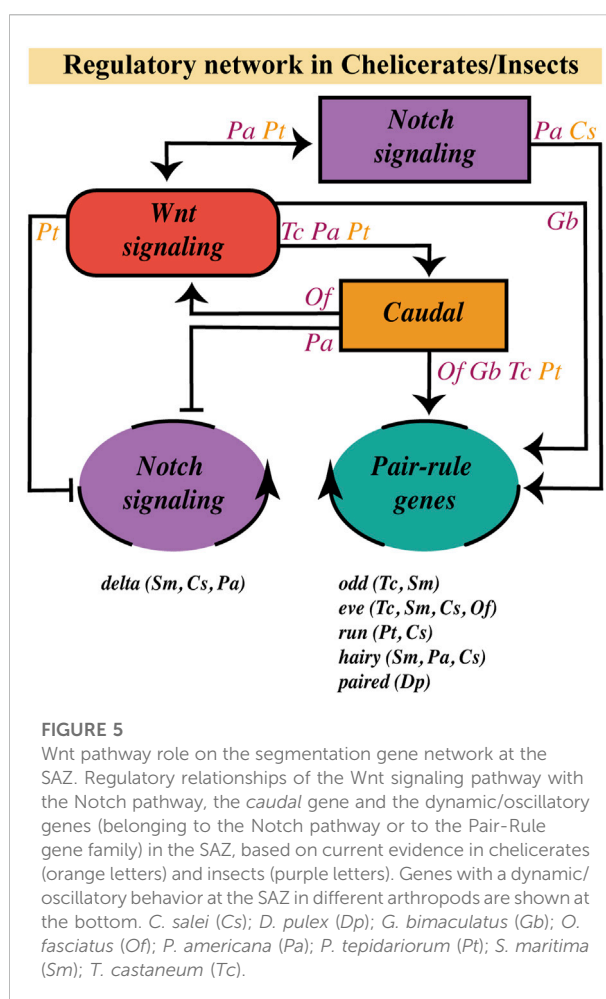 Regulatory network in Chelicerates/Insects
Pa Pt
Notch
signaling
Pa Cs
Pt
Wnt
signaling
Gb
Tc Pa Pt
Of
Caudal
Pa
Of Gb Tc Pt
Notch
signaling
Pair-rule
genes
delta (Sm, Cs, Pa)
odd (Tc, Sm)
eve (Tc, Sm, Cs, Of)
run (Pt, Cs)
hairy (Sm, Pa, Cs)
paired (Dp)
FIGURE 5
Wnt pathway role on the segmentation gene network at the
SAZ. Regulatory relationships of the Wnt signaling pathway with
the Notch pathway, the caudal gene and the dynamic/oscillatory
genes (belonging to the Notch pathway or to the Pair-Rule
gene family) in the SAZ, based on current evidence in chelicerates
(orange letters) and insects (purple letters). Genes with a dynamic/
oscillatory behavior at the SAZ in different arthropods are shown at
the bottom. C. salei (Cs); D. pulex (Dp); G. bimaculatus (Gb); O.
fasciatus (Of); P. americana (Pa); P. tepidariorum (Pt); S. maritima
(Sm); T. castaneum (Tc).